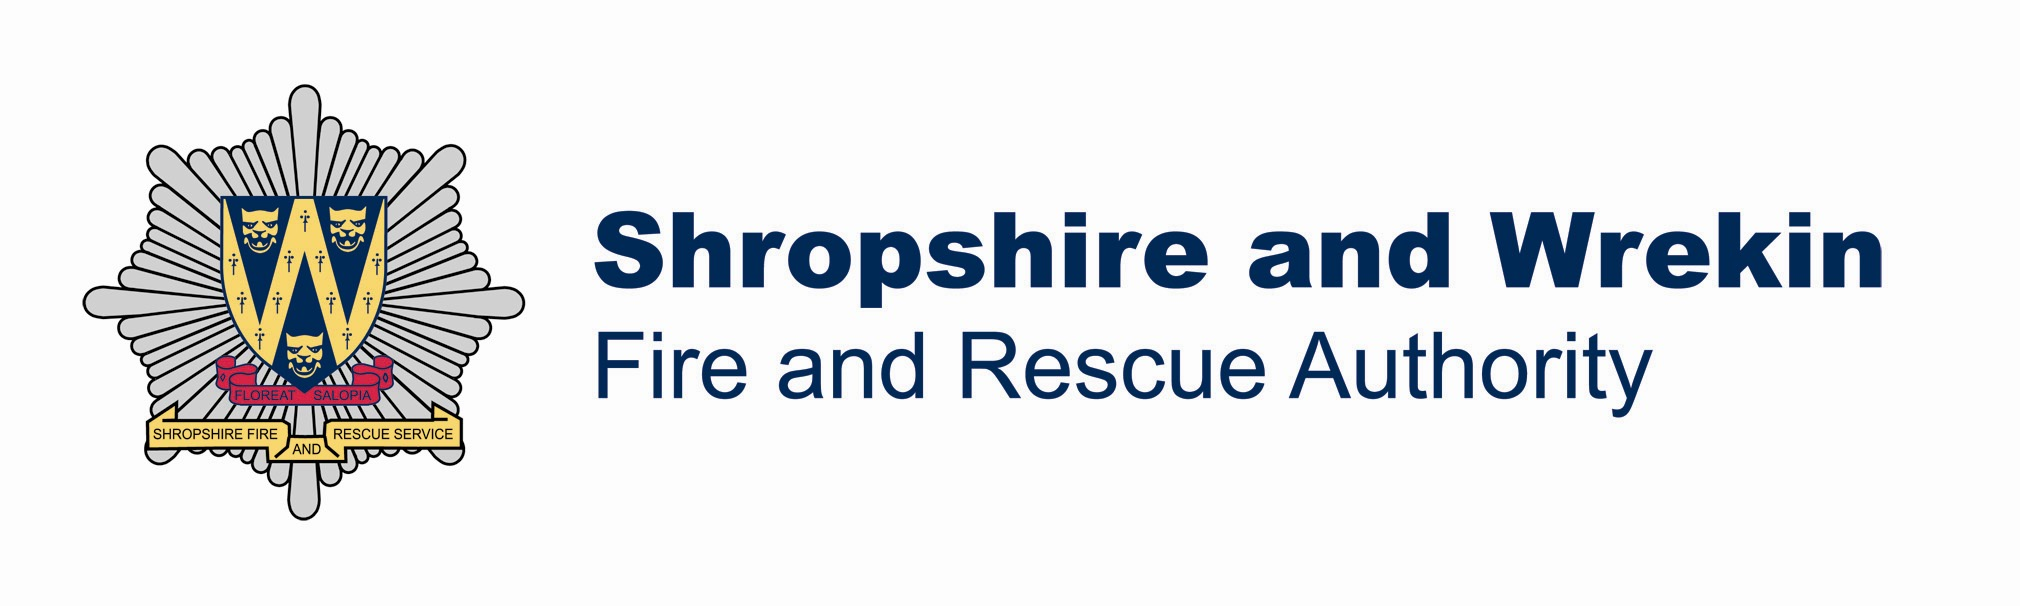 Shropshire and Wrekin
Fire and Rescue Authority
FLOREAT SALOPIA
SHROPSHIRE FIRE AND RESCUE SERVICE